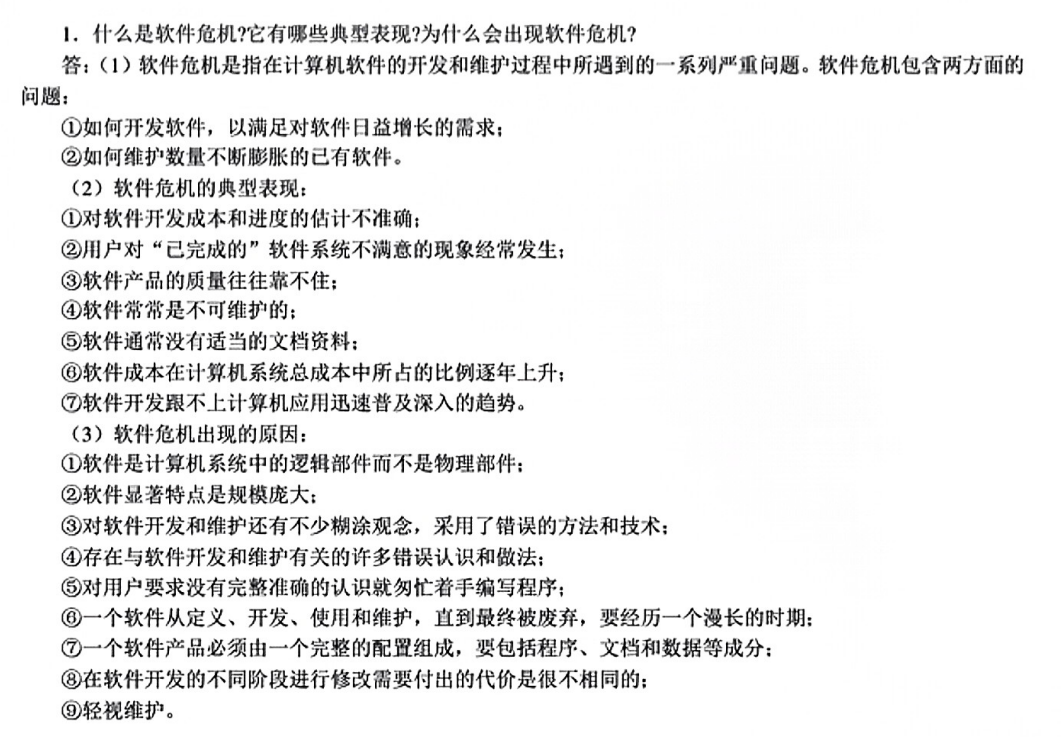 1．什么是软件危机?它有哪些典型表现?为什么会出现软件危机?
答:（1）软件危机是指在计算机软件的开发和维护过程中所遇到的一系列严重问题。软件危机包含两方面的
问题:
①如何开发软件，以满足对软件日益增长的需求;
②如何维护数量不断膨胀的已有软件。
（2）软件危机的典型表现:
①对软件开发成本和进度的估计不准确;
②用户对“已完成的”软件系统不满意的现象经常发生;
③软件产品的质量往往靠不住;
④软件常常是不可维护的;
⑤软件通常没有适当的文档资料;
⑥软件成本在计算机系统总成本中所占的比例逐年上升;
⑦软件开发跟不上计算机应用迅速普及深入的趋势。
（3）软件危机出现的原因:
①软件是计算机系统中的逻辑部件而不是物理部件;
②软件显著特点是规模庞大;
③对软件开发和维护还有不少糊涂观念，采用了错误的方法和技术;
④存在与软件开发和维护有关的许多错误认识和做法;
⑤对用户要求没有完整准确的认识就匆忙着手编写程序;
⑥一个软件从定义、开发、使用和维护，直到最终被废弃，要经历一个漫长的时期;
⑦一个软件产品必须由一个完整的配置组成，要包括程序、文档和数据等成分;
⑧在软件开发的不同阶段进行修改需要付出的代价是很不相同的;
⑨轻视维护。